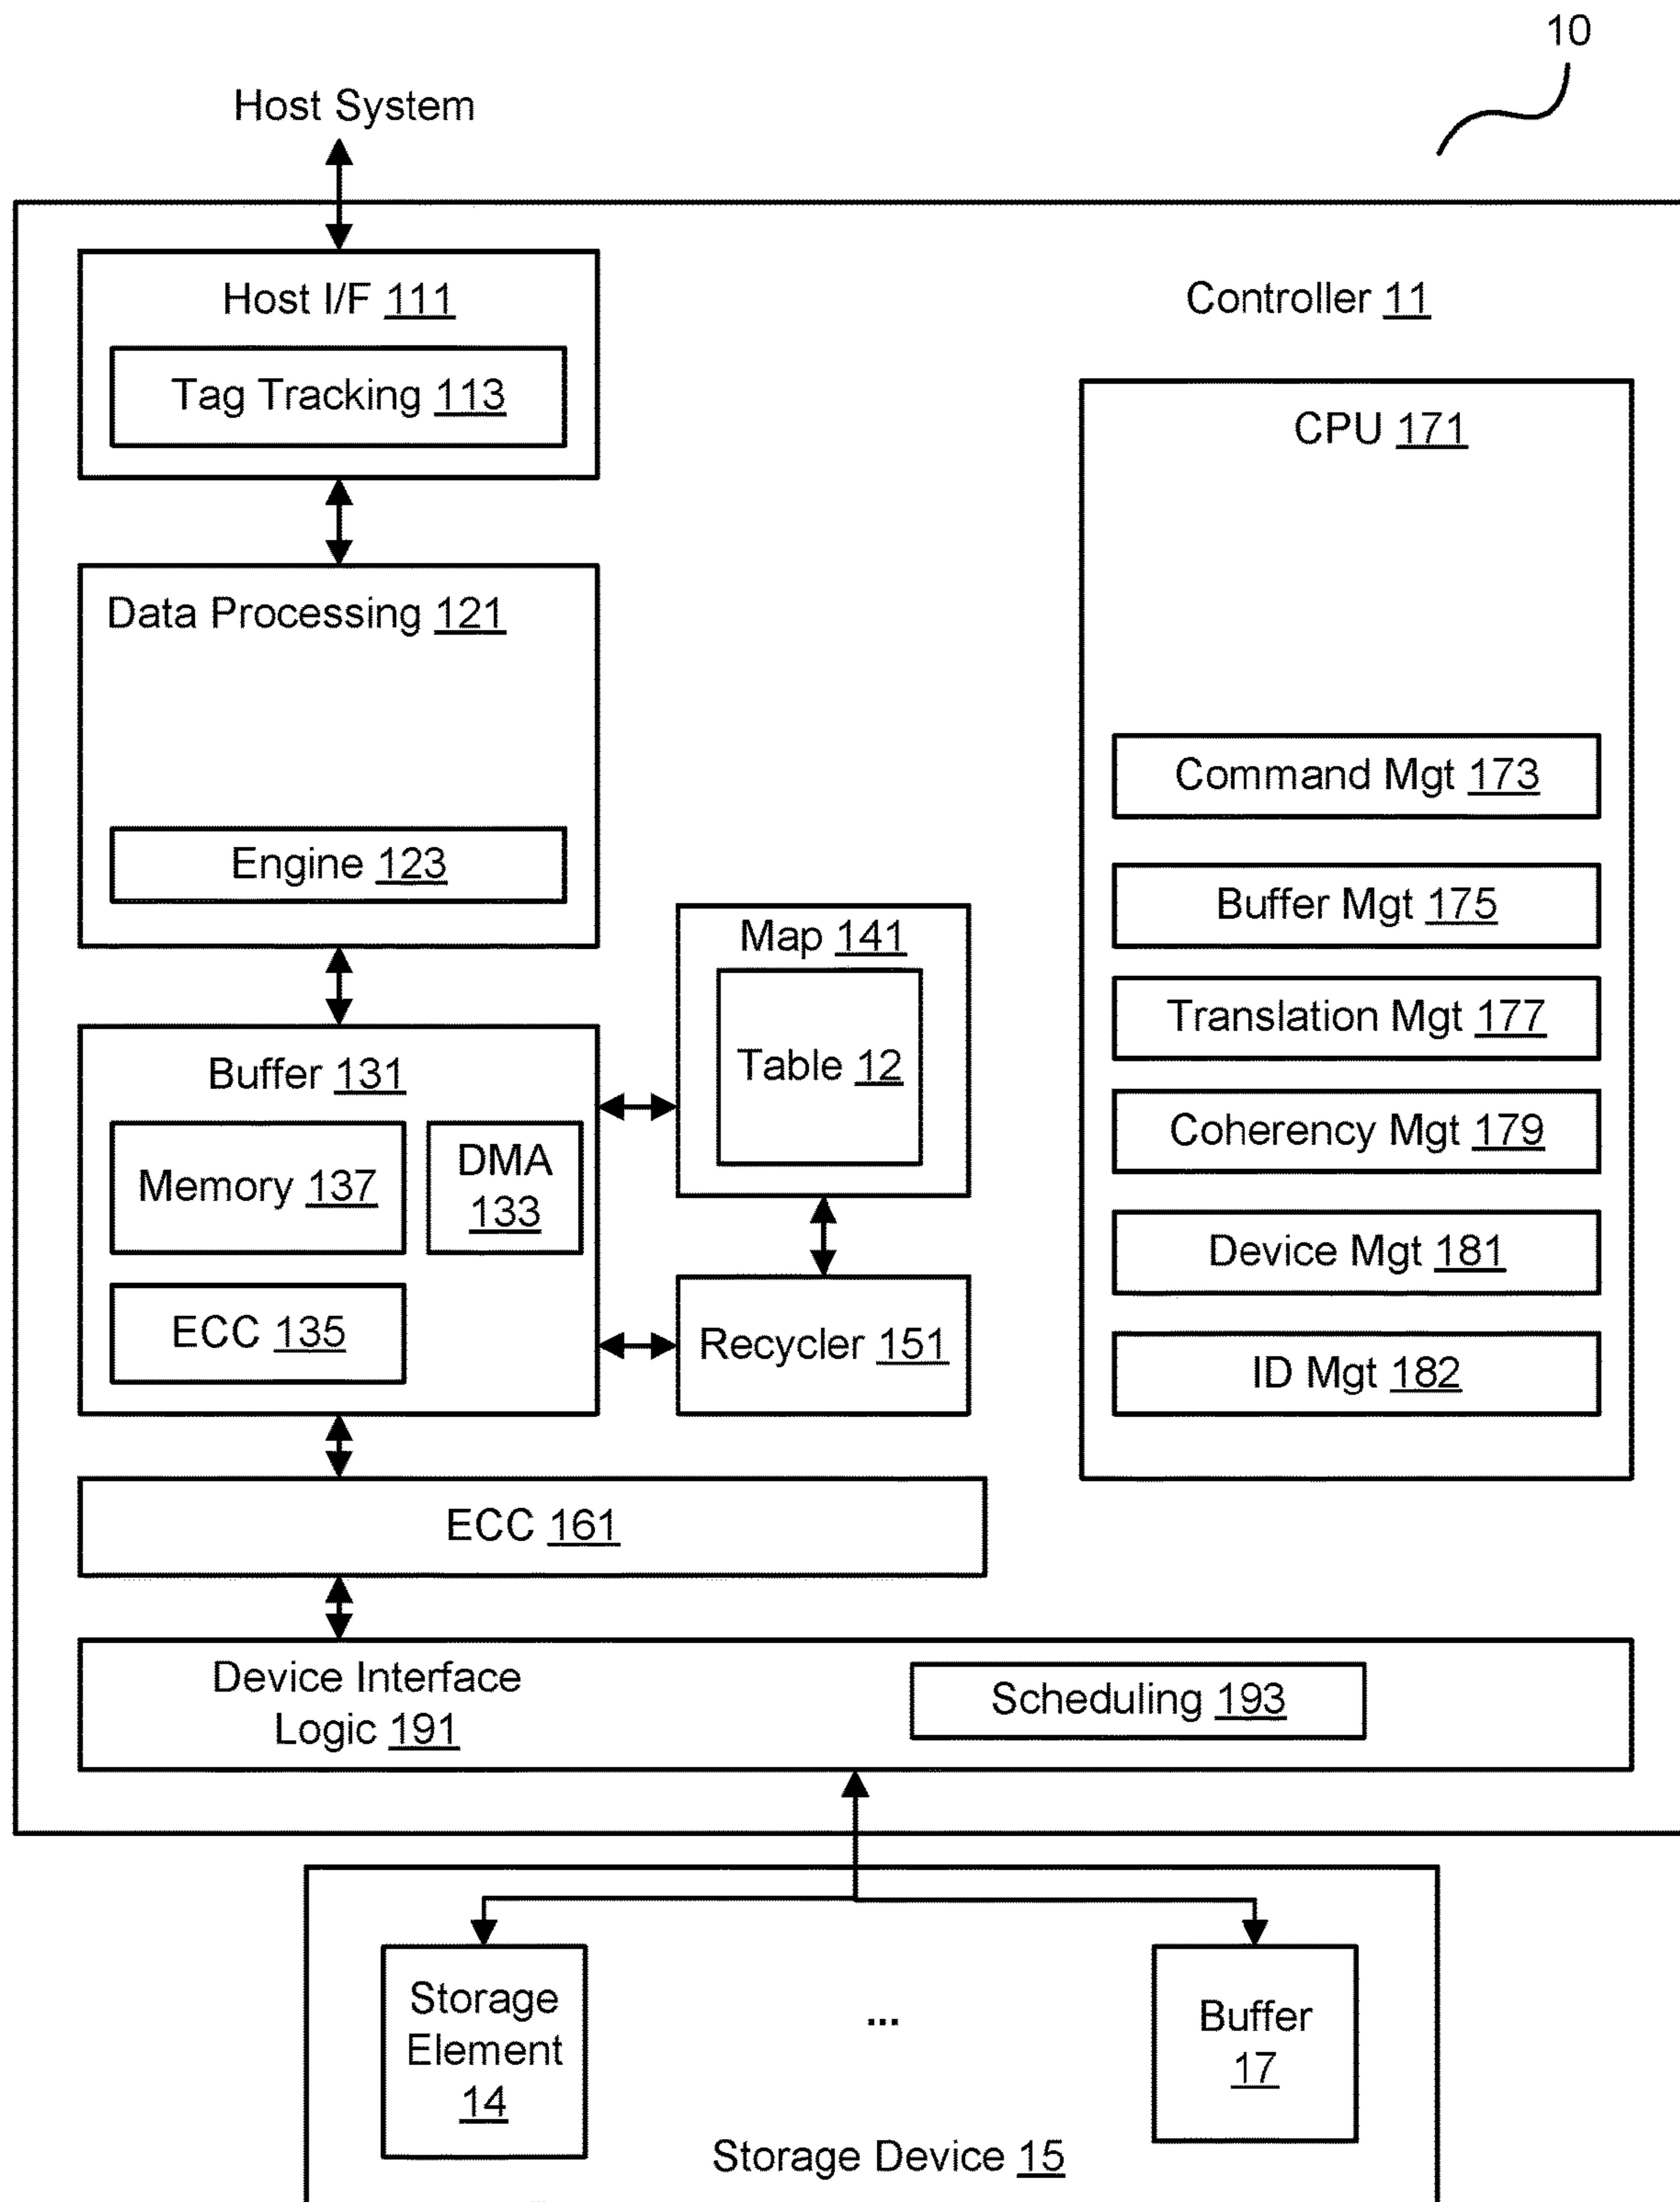 10
Host System
Host I/F 111
Controller 11
Tag Tracking 113
CPU 171
Data Processing 121
Command Mgt 173
Engine 123
Buffer Mgt 175
Map 141
Translation Mgt 177
Table 12
Buffer 131
Coherency Mgt 179
Memory 137
DMA
133
Device Mgt 181
ECC 135
Recycler 151
ID Mgt 182
ECC 161
Device Interface
Logic 191
Scheduling 193
Storage
Element
14
...
Buffer
17
Storage Device 15